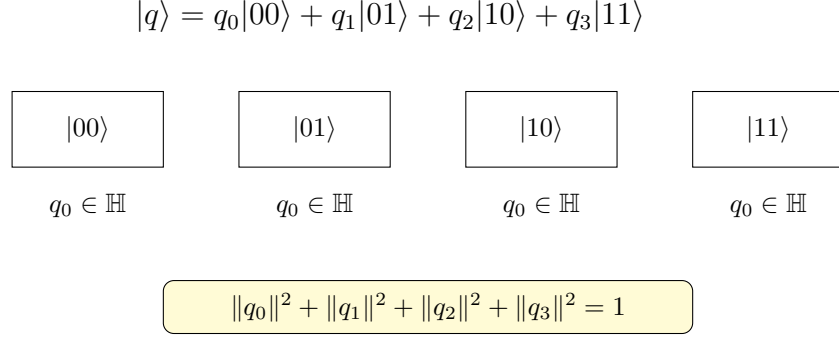 |q⟩ = q₀|00⟩ + q₁|01⟩ + q₂|10⟩ + q₃|11⟩
|00⟩ |01⟩ |10⟩ |11⟩
q₀ ∈ ℍ q₀ ∈ ℍ q₀ ∈ ℍ q₀ ∈ ℍ
‖q₀‖² + ‖q₁‖² + ‖q₂‖² + ‖q₃‖² = 1